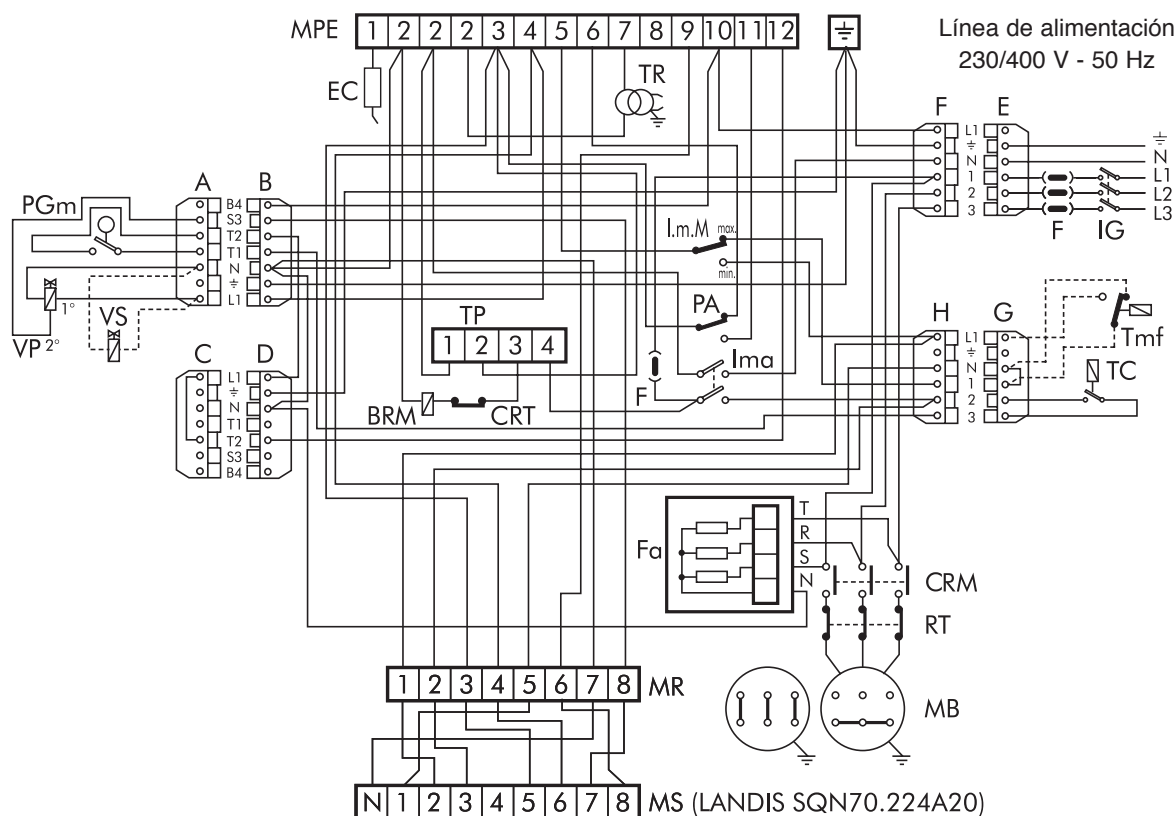 MPE 1 2 2 2 3 4 5 6 7 8 9 10 11 12
Línea de alimentación
230/400 V - 50 Hz
EC
TR
F E
L1
N
1
2
3
N
L1
L2
L3
F IG
A B
PGm
B4
S3
T2
T1
N
L1
1°
VS
VP 2°
C D
L1
N
T1
T2
S3
B4
I.m.M max.
min.
PA
TP
1 2 3 4
Ima
F
BRM CRT
H G
L1
N
1
2
3
Tmf
TC
Fa
T
R
S
N
CRM
RT
MB
1 2 3 4 5 6 7 8 MR
N 1 2 3 4 5 6 7 8 MS (LANDIS SQN70.224A20)